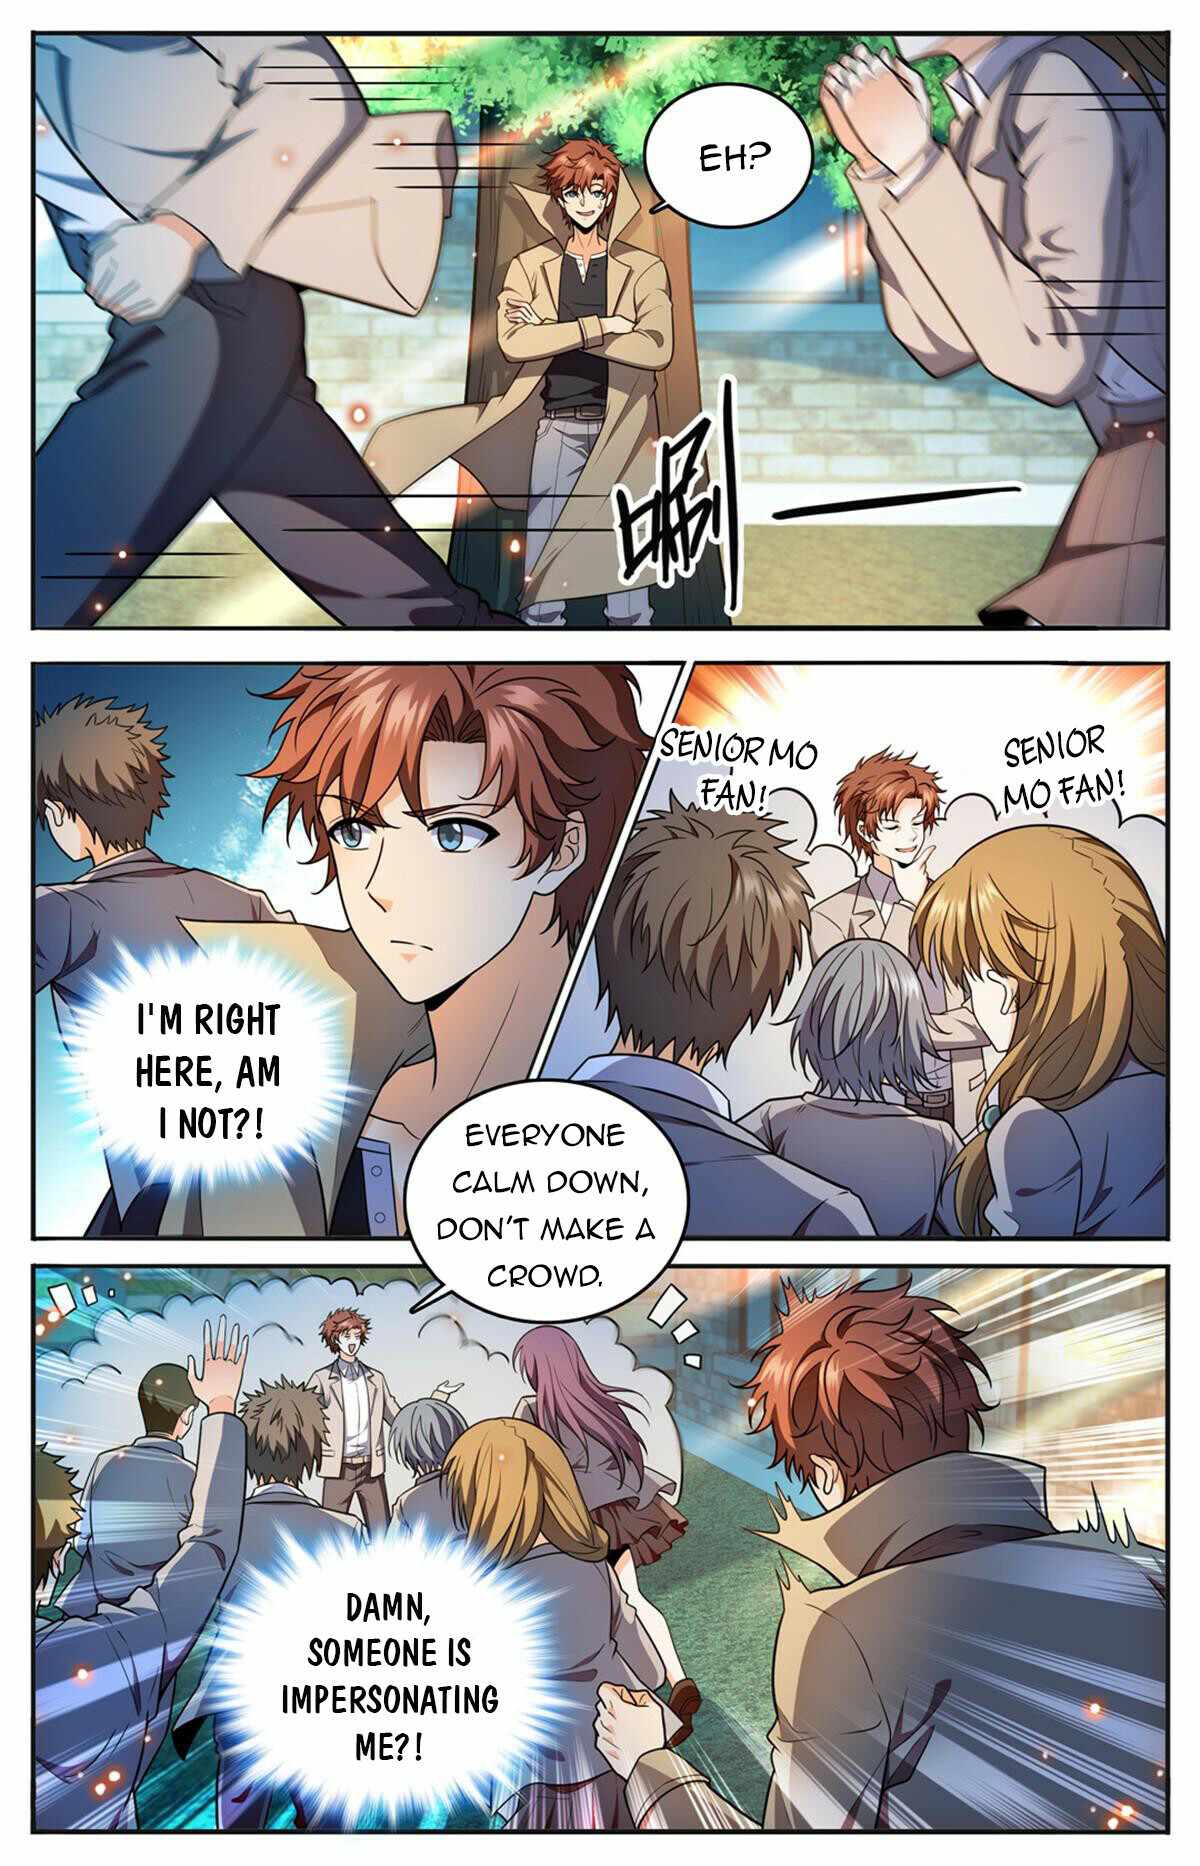 EH?
唰
SENIOR MO
FAN!
SENIOR
MO FAN!
I'M RIGHT
HERE, AM
I NOT?!
EVERYONE
CALM DOWN,
DON'T MAKE A
CROWD.
DAMN,
SOMEONE IS
IMPERSONATING
ME?!